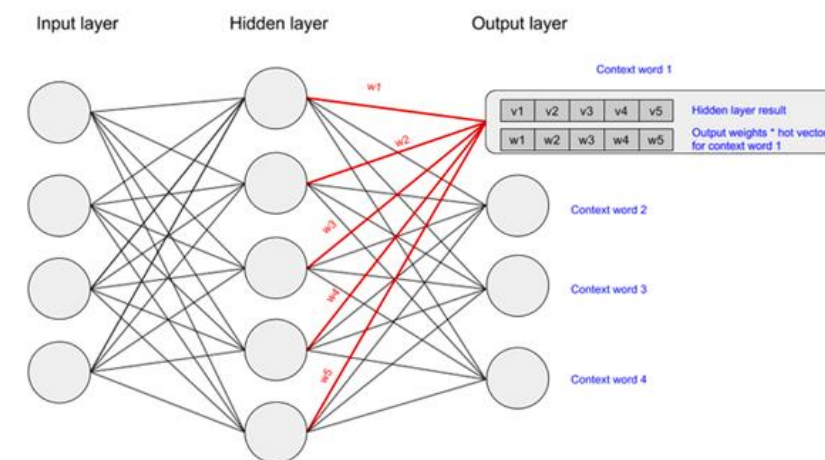 Input layer
Hidden layer
Output layer
Context word 1
w1
v1 v2 v3 v4 v5
Hidden layer result
w1 w2 w3 w4 w5
Output weights * hot vector
for context word 1
w2
Context word 2
w3
Context word 3
w4
w5
Context word 4